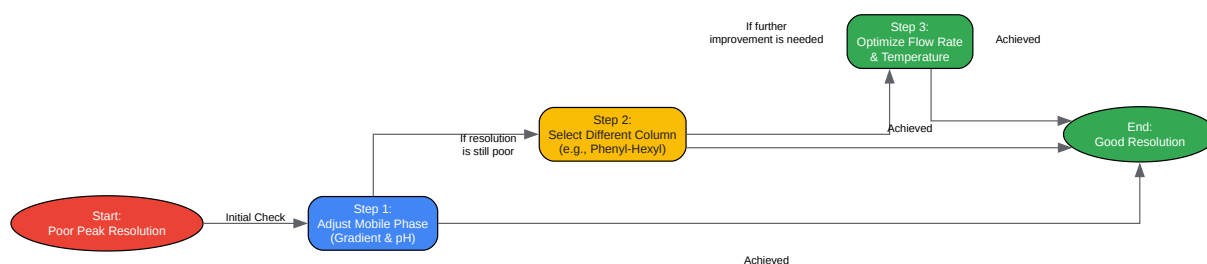 Start:
Poor Peak Resolution
Initial Check
Step 1:
Adjust Mobile Phase
(Gradient & pH)
If resolution
is still poor
Step 2:
Select Different Column
(e.g., Phenyl-Hexyl)
If further
improvement is needed
Step 3:
Optimize Flow Rate
& Temperature
Achieved
Achieved
Achieved
End:
Good Resolution